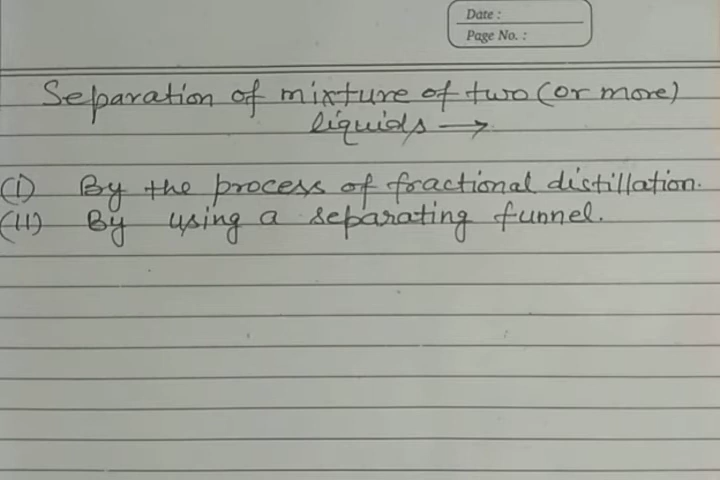 Date :
Page No. :
Separation of mixture of two (or more)
liquids →
(i) By the process of fractional distillation.
(ii) By using a separating funnel.